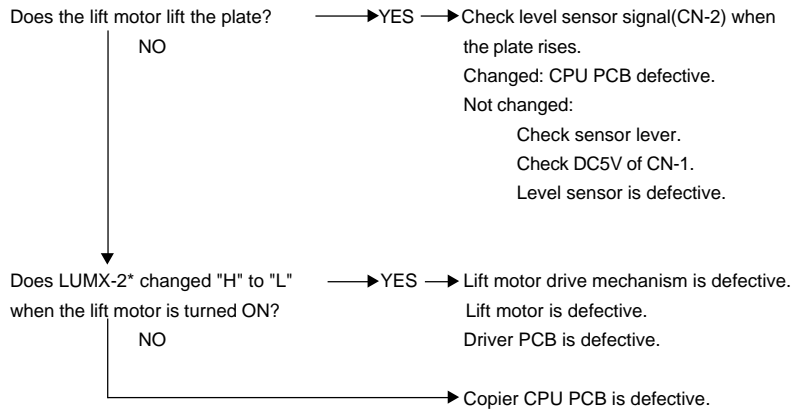 Does the lift motor lift the plate?
YES
Check level sensor signal(CN-2) when
the plate rises.
Changed: CPU PCB defective.
Not changed:
Check sensor lever.
Check DC5V of CN-1.
Level sensor is defective.
NO
Does LUMX-2* changed "H" to "L"
when the lift motor is turned ON?
YES
Lift motor drive mechanism is defective.
Lift motor is defective.
Driver PCB is defective.
NO
Copier CPU PCB is defective.